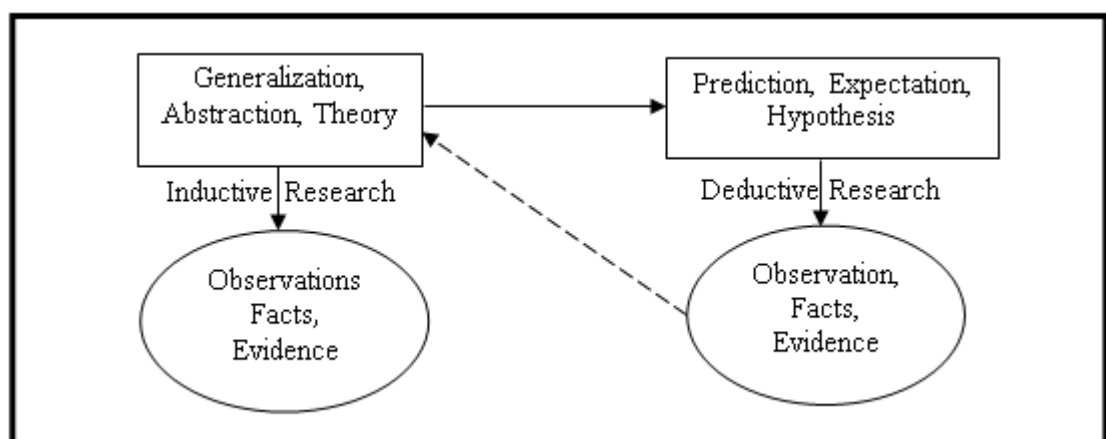 Generalization,
Abstraction, Theory
Prediction, Expectation,
Hypothesis
Inductive Research
Deductive Research
Observations
Facts,
Evidence
Observation,
Facts,
Evidence